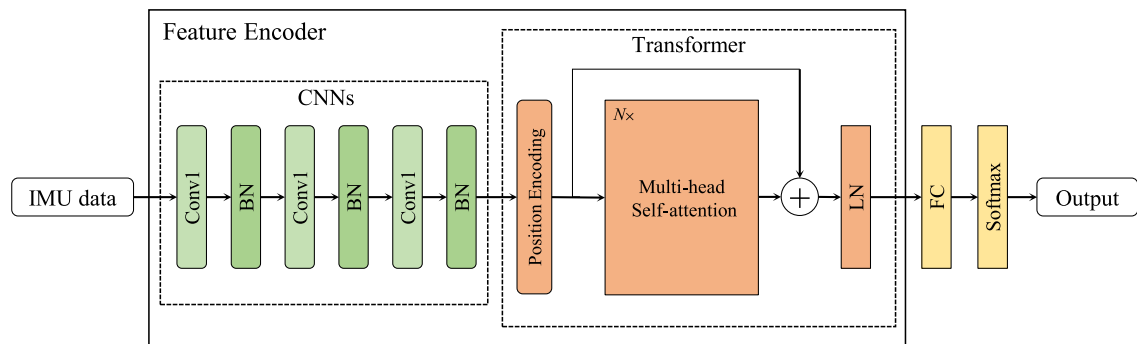 Feature Encoder
Transformer
CNNs
IMU data
Conv1
BN
Conv1
BN
Conv1
BN
Position Encoding
N×
Multi-head
Self-attention
+
LN
FC
Softmax
Output